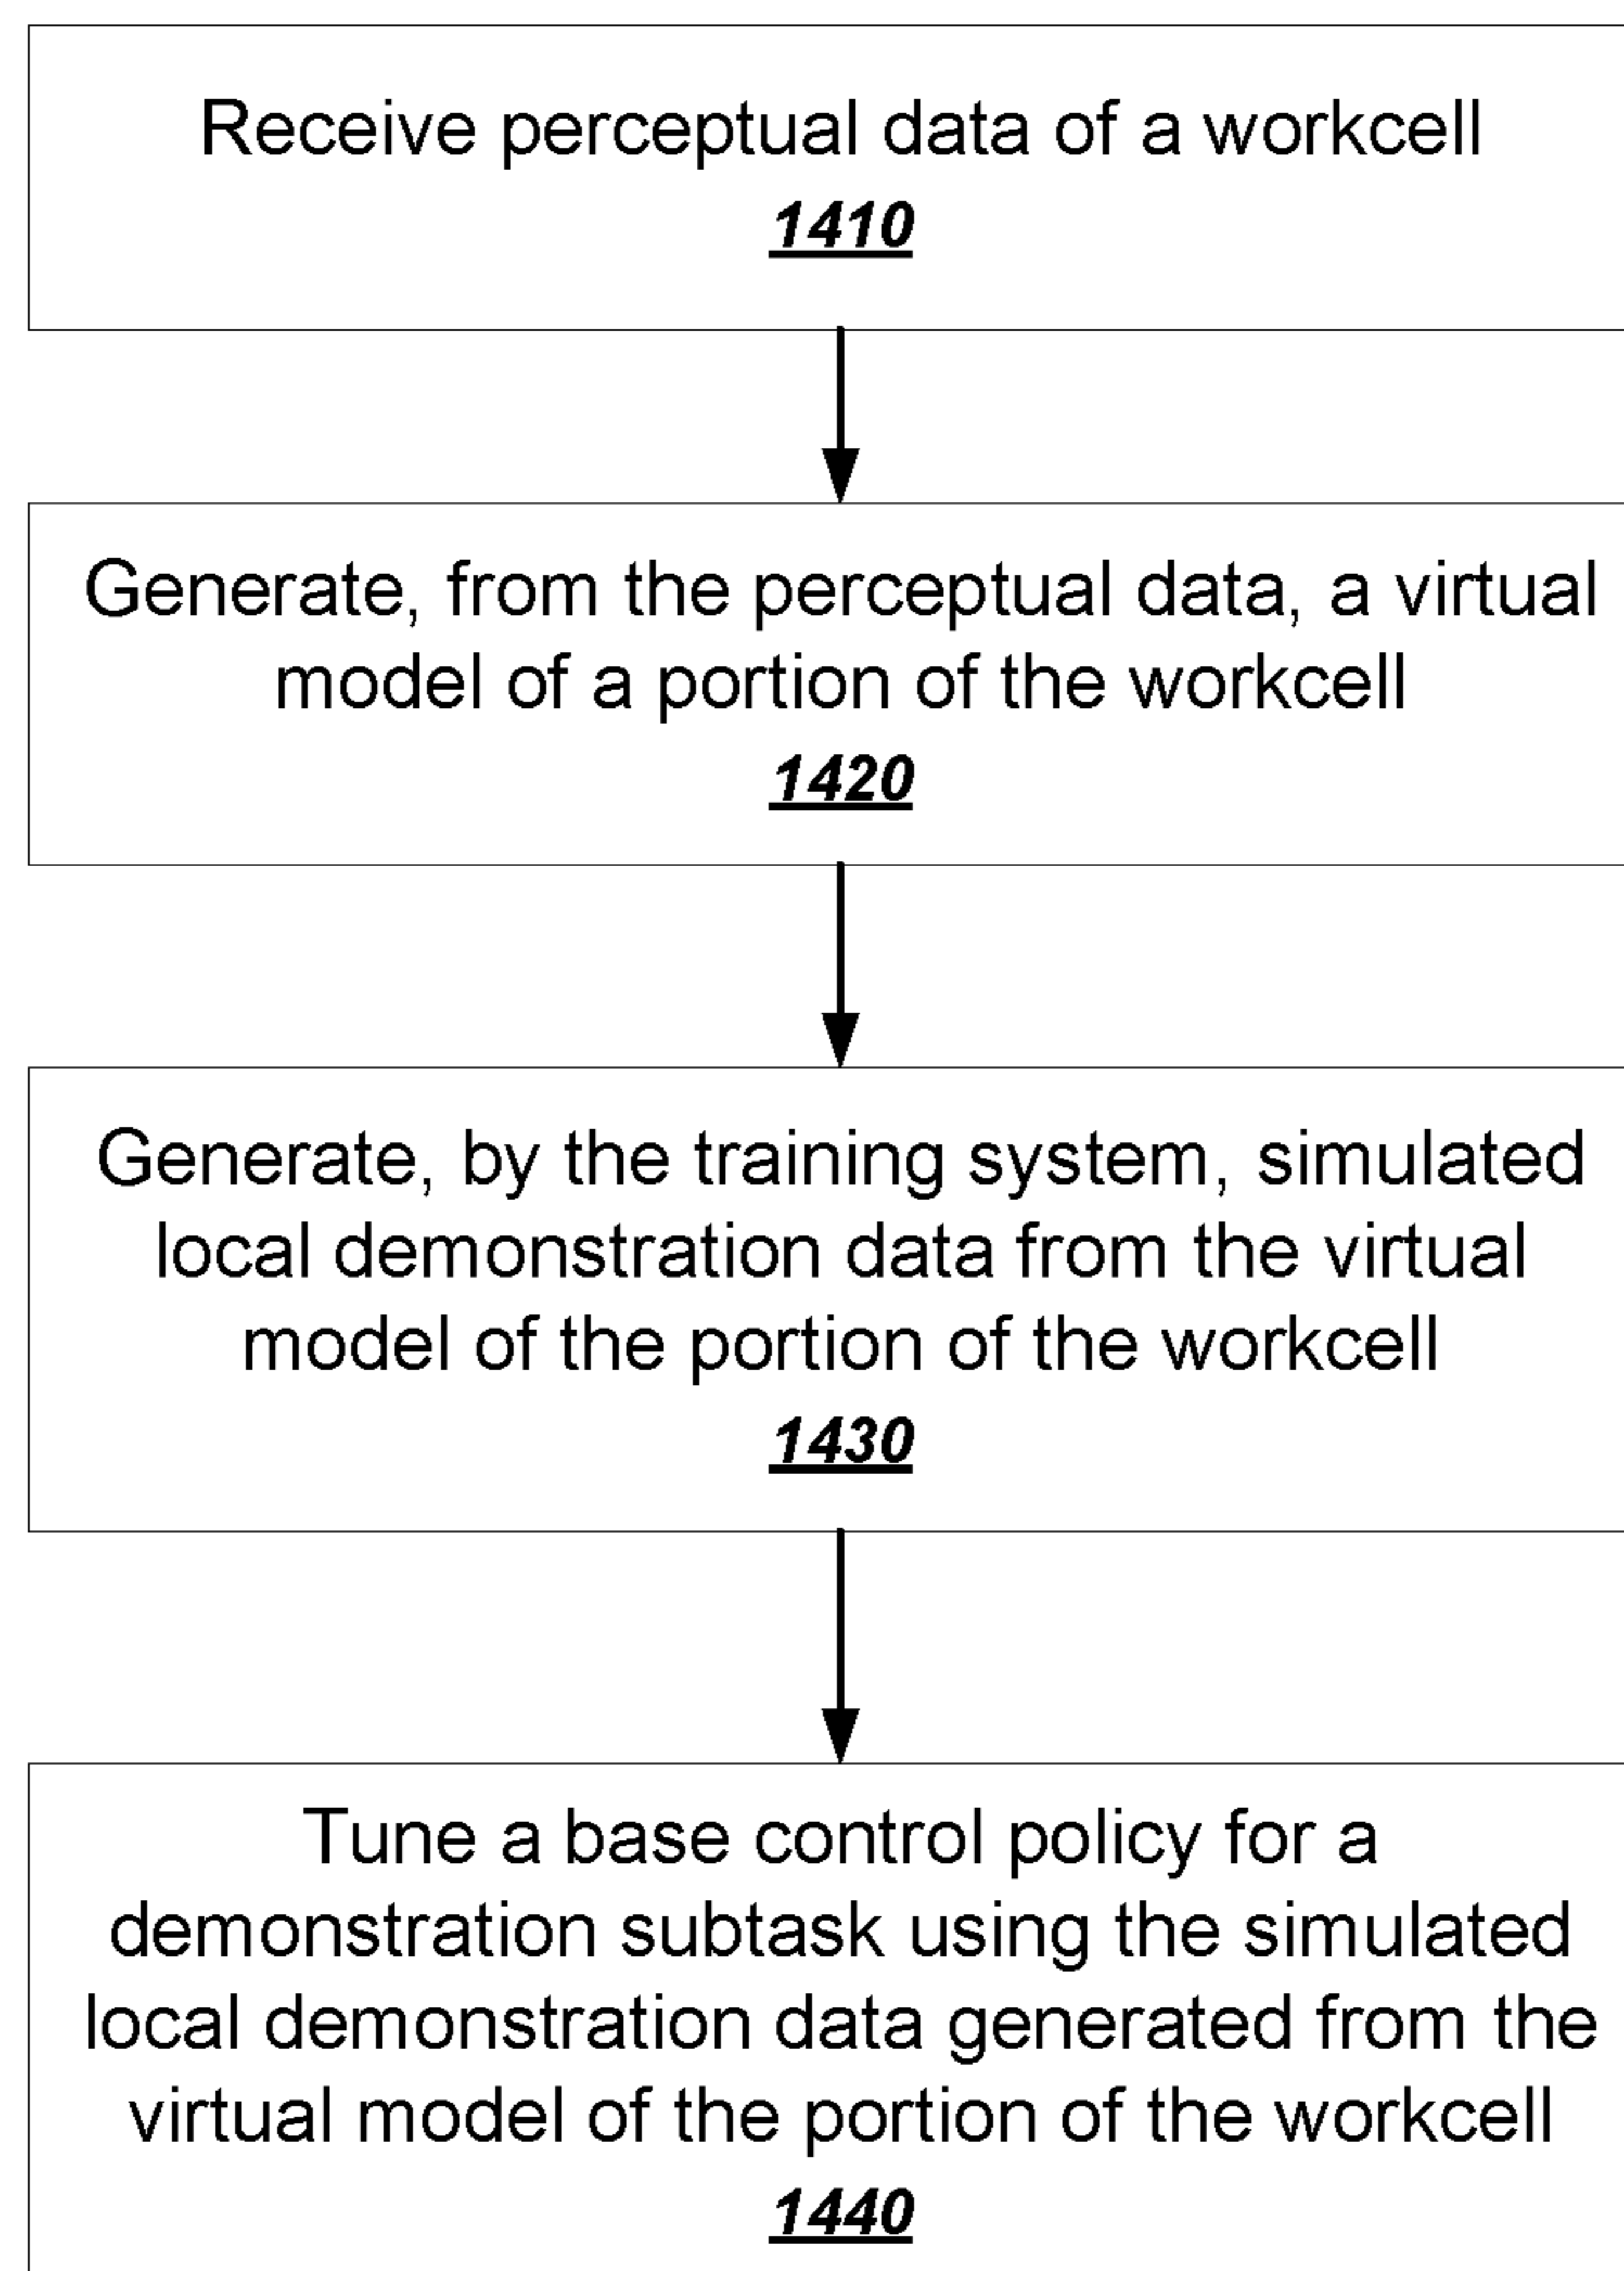 Receive perceptual data of a workcell
1410
Generate, from the perceptual data, a virtual
model of a portion of the workcell
1420
Generate, by the training system, simulated
local demonstration data from the virtual
model of the portion of the workcell
1430
Tune a base control policy for a
demonstration subtask using the simulated
local demonstration data generated from the
virtual model of the portion of the workcell
1440